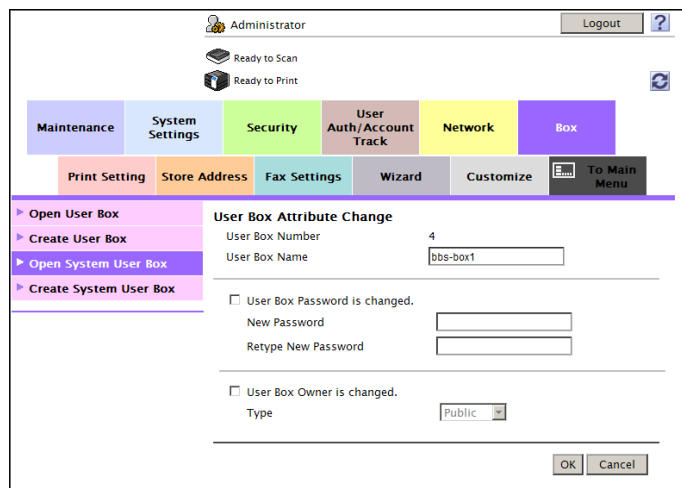 Administrator
Logout
?
Ready to Scan
Ready to Print
Maintenance
System
Settings
Security
User
Auth/Account
Track
Network
Box
Print Setting
Store Address
Fax Settings
Wizard
Customize
To Main
Menu
Open User Box
Create User Box
Open System User Box
Create System User Box
User Box Attribute Change
User Box Number 4
User Box Name bbs-box1
User Box Password is changed.
New Password
Retype New Password
User Box Owner is changed.
Type Public
OK Cancel